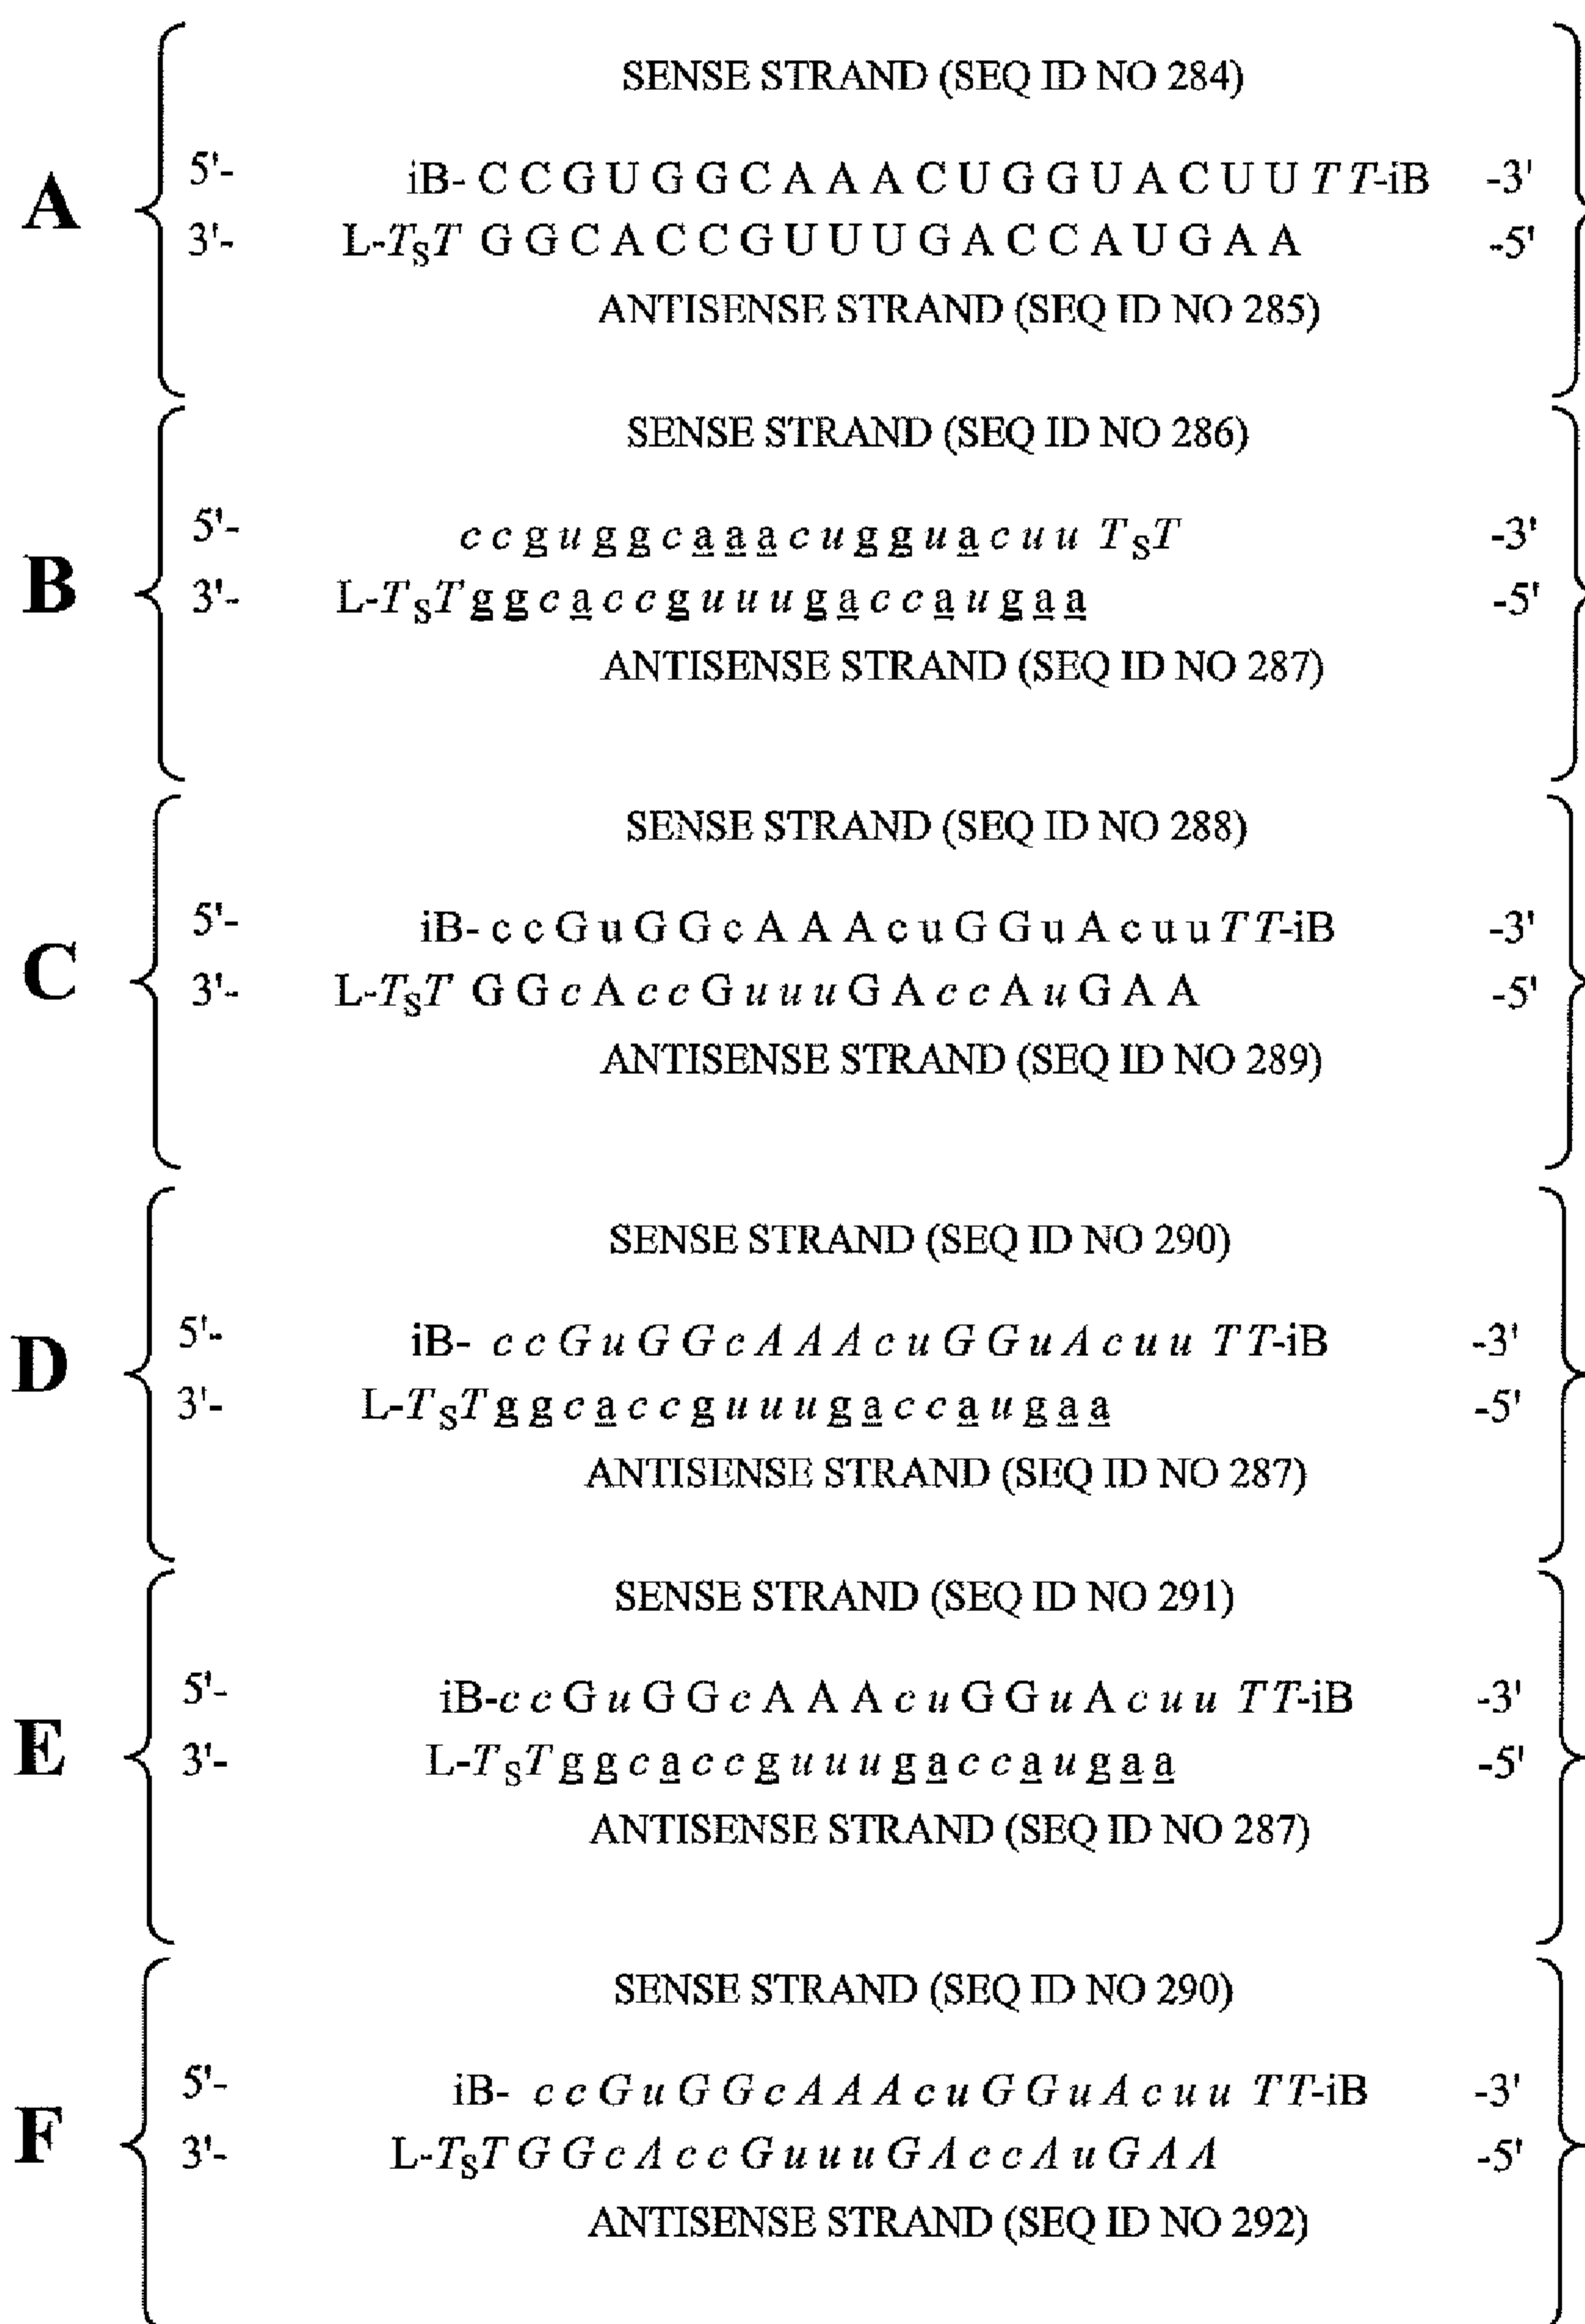 SENSE STRAND (SEQ ID NO 284)
A
5'- iB- C C G U G G C A A A C U G G U A C U U T T-iB -3'
3'- L-TST G G C A C C G U U U G A C C A U G A A -5'
ANTISENSE STRAND (SEQ ID NO 285)
SENSE STRAND (SEQ ID NO 286)
B
5'- c c g u g g c a a a c u g g u a c u u TST -3'
3'- L-TST g g c a c c g u u u g a c c a u g a a -5'
ANTISENSE STRAND (SEQ ID NO 287)
SENSE STRAND (SEQ ID NO 288)
C
5'- iB- c c G u G G c A A A c u G G u A c u u T T-iB -3'
3'- L-TST G G c A c c G u u u G A c c A u G A A -5'
ANTISENSE STRAND (SEQ ID NO 289)
SENSE STRAND (SEQ ID NO 290)
D
5'- iB- c c G u G G c A A A c u G G u A c u u T T-iB -3'
3'- L-TST g g c a c c g u u u g a c c a u g a a -5'
ANTISENSE STRAND (SEQ ID NO 287)
SENSE STRAND (SEQ ID NO 291)
E
5'- iB-c c G u G G c A A A c u G G u A c u u T T-iB -3'
3'- L-TST g g c a c c g u u u g a c c a u g a a -5'
ANTISENSE STRAND (SEQ ID NO 287)
SENSE STRAND (SEQ ID NO 290)
F
5'- iB- c c G u G G c A A A c u G G u A c u u T T-iB -3'
3'- L-TST G G c A c c G u u u G A c c A u G A A -5'
ANTISENSE STRAND (SEQ ID NO 292)